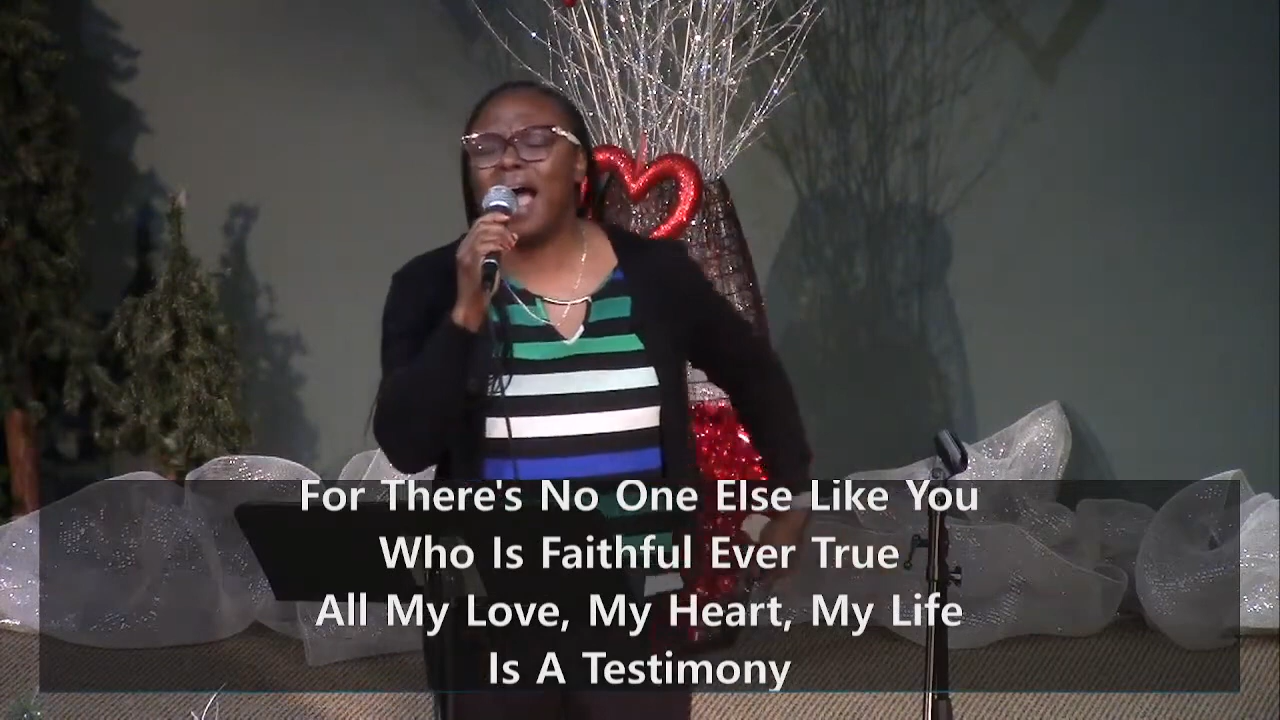 For There's No One Else Like You
Who Is Faithful Ever True
All My Love, My Heart, My Life
Is A Testimony